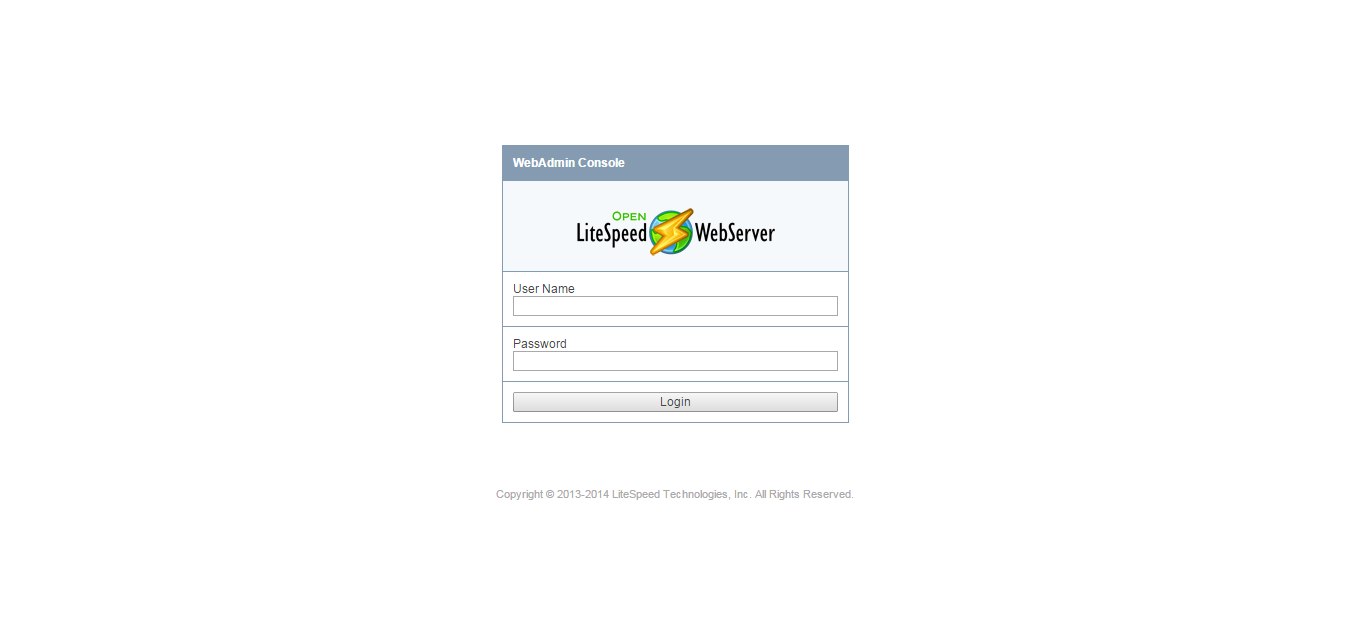 WebAdmin Console
OPEN
LiteSpeed WebServer
User Name
Password
Login
Copyright © 2013-2014 LiteSpeed Technologies, Inc. All Rights Reserved.